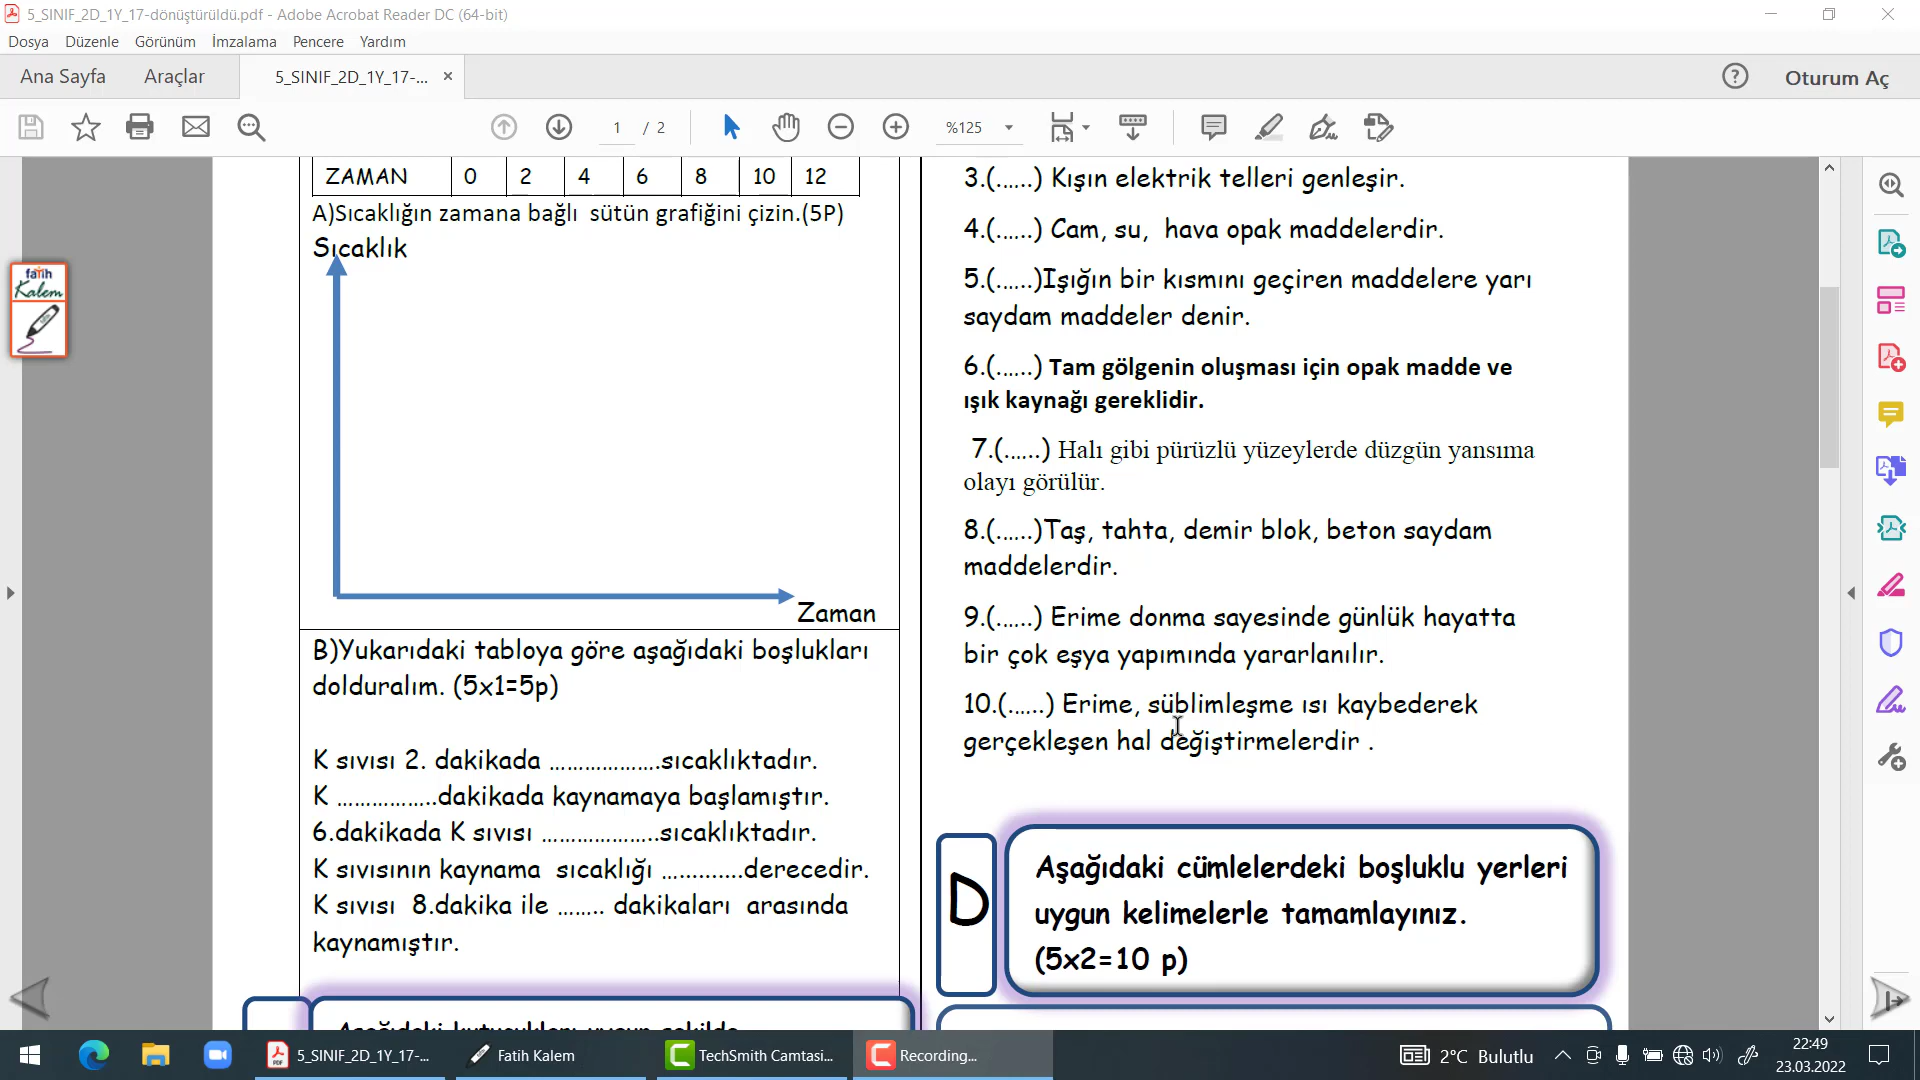 5_SINIF_2D_1Y_17-dönüştürüldü.pdf - Adobe Acrobat Reader DC (64-bit)
Dosya Düzenle Görünüm İmzalama Pencere Yardım
Ana Sayfa Araçlar 5_SINIF_2D_1Y_17-... Oturum Aç
1 / 2 %125
fatih
Kalem
ZAMAN 0 2 4 6 8 10 12
A)Sıcaklığın zamana bağlı sütün grafiğini çizin.(5P)
Sıcaklık
Zaman
B)Yukarıdaki tabloya göre aşağıdaki boşlukları
dolduralım. (5x1=5p)
K sıvısı 2. dakikada ……………….sıcaklıktadır.
K ……………..dakikada kaynamaya başlamıştır.
6.dakikada K sıvısı ………………..sıcaklıktadır.
K sıvısının kaynama sıcaklığı ….........derecedir.
K sıvısı 8.dakika ile …….. dakikaları arasında
kaynamıştır.
3.(......) Kışın elektrik telleri genleşir.
4.(......) Cam, su, hava opak maddelerdir.
5.(......)Işığın bir kısmını geçiren maddelere yarı
saydam maddeler denir.
6.(......) Tam gölgenin oluşması için opak madde ve
ışık kaynağı gereklidir.
7.(......) Halı gibi pürüzlü yüzeylerde düzgün yansıma
olayı görülür.
8.(......)Taş, tahta, demir blok, beton saydam
maddelerdir.
9.(......) Erime donma sayesinde günlük hayatta
bir çok eşya yapımında yararlanılır.
10.(......) Erime, süblimleşme ısı kaybederek
gerçekleşen hal değiştirmelerdir .
D
Aşağıdaki cümlelerdeki boşluklu yerleri
uygun kelimelerle tamamlayınız.
(5x2=10 p)
Aşağıdaki kutucukları uygun şekilde
5_SINIF_2D_1Y_17-... Fatih Kalem TechSmith Camtasi... Recording... 2°C Bulutlu 22:49
23.03.2022